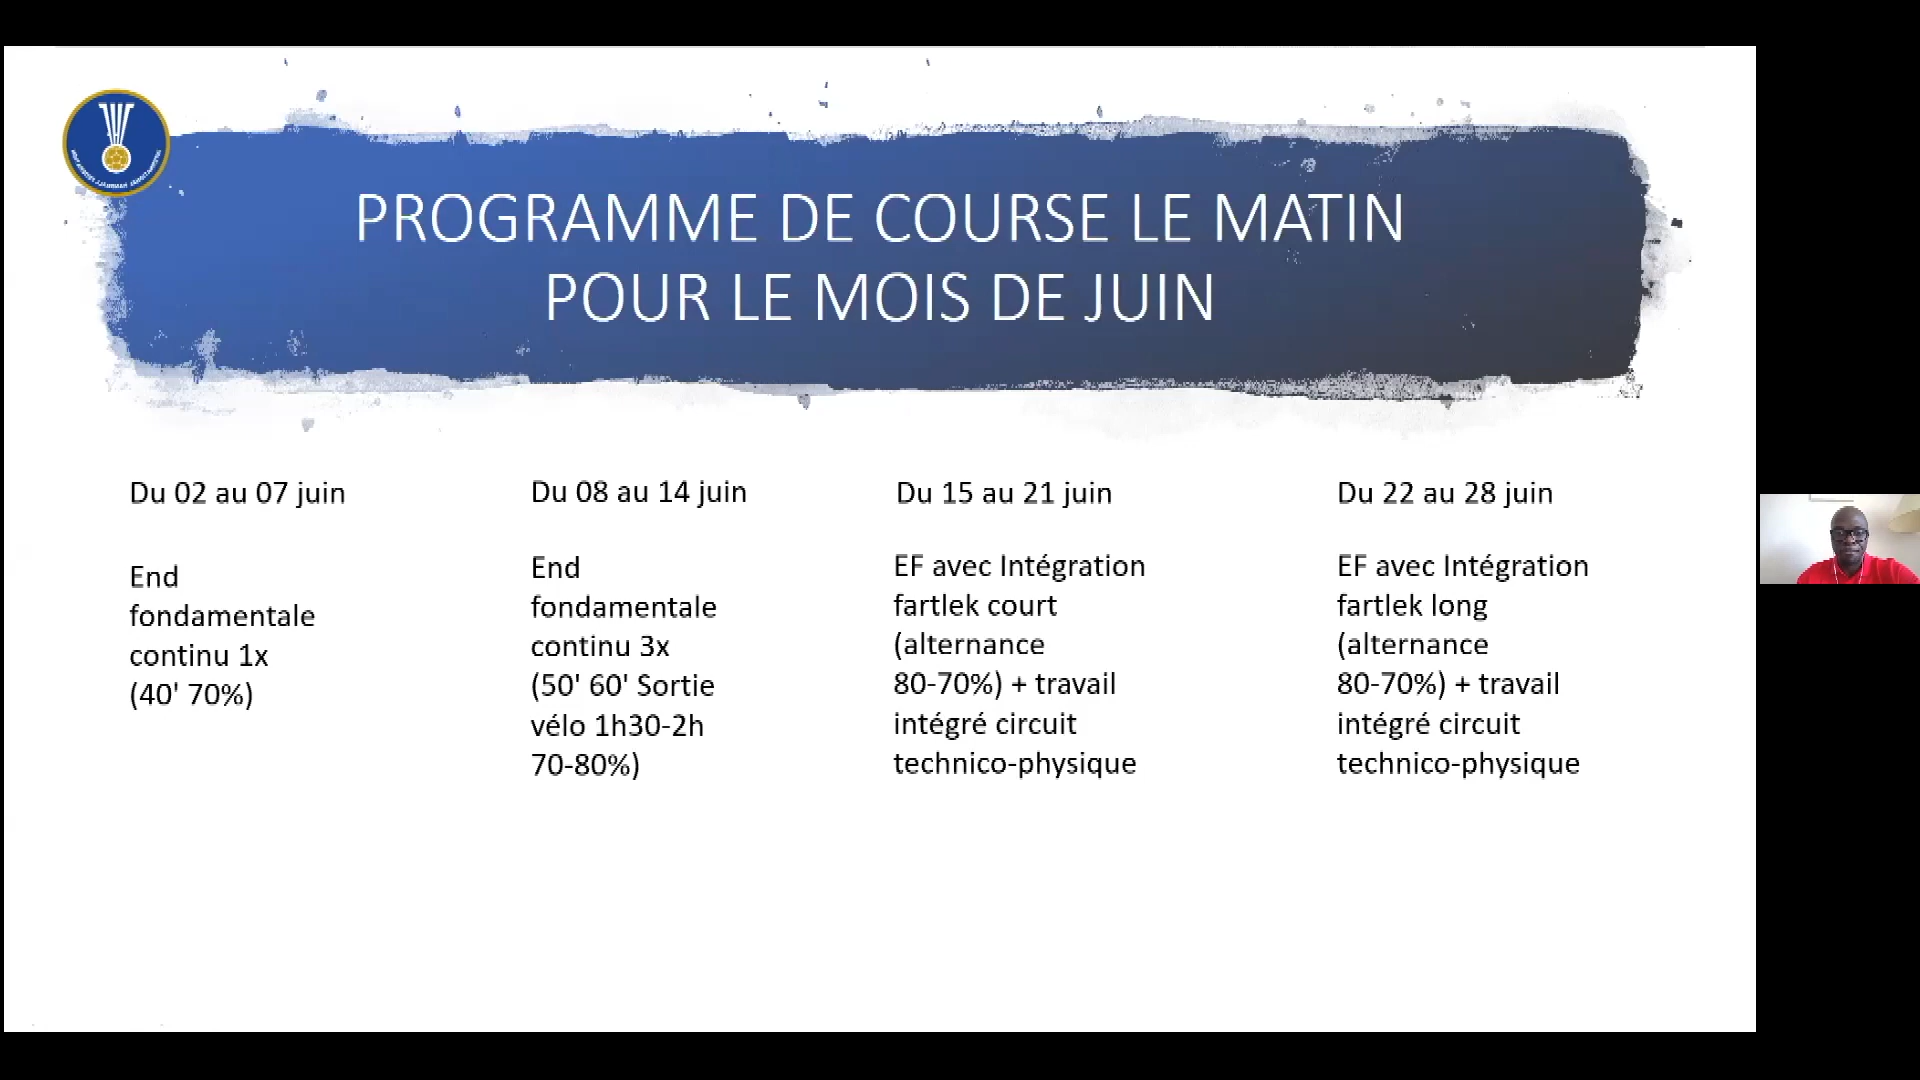 PROGRAMME DE COURSE LE MATIN
POUR LE MOIS DE JUIN
Du 02 au 07 juin
End
fondamentale
continu 1x
(40' 70%)
Du 08 au 14 juin
End
fondamentale
continu 3x
(50' 60' Sortie
vélo 1h30-2h
70-80%)
Du 15 au 21 juin
EF avec Intégration
fartlek court
(alternance
80-70%) + travail
intégré circuit
technico-physique
Du 22 au 28 juin
EF avec Intégration
fartlek long
(alternance
80-70%) + travail
intégré circuit
technico-physique